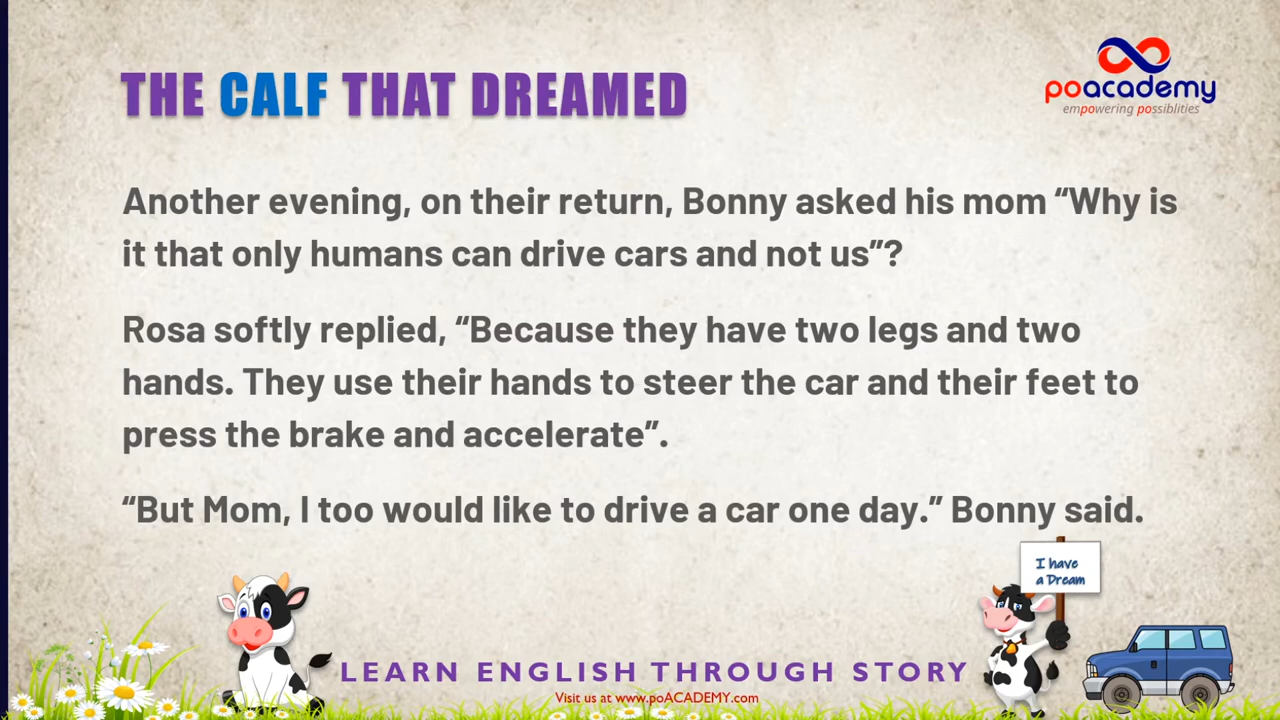 THE CALF THAT DREAMED
poacademy
empowering possiblities
Another evening, on their return, Bonny asked his mom “Why is
it that only humans can drive cars and not us”?
Rosa softly replied, “Because they have two legs and two
hands. They use their hands to steer the car and their feet to
press the brake and accelerate”.
“But Mom, I too would like to drive a car one day.” Bonny said.
I have
a Dream
LEARN ENGLISH THROUGH STORY
Visit us at www.poACADEMY.com